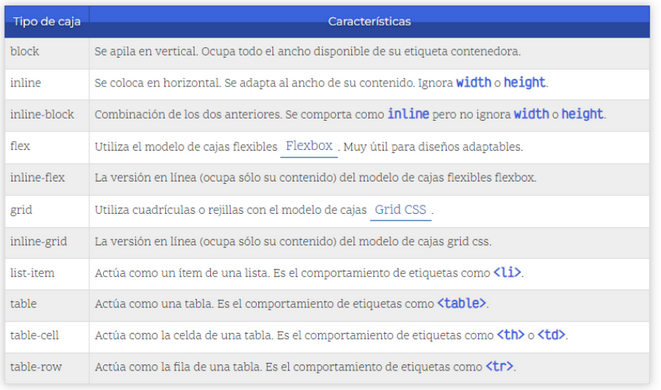 Tipo de caja Características
block Se apila en vertical. Ocupa todo el ancho disponible de su etiqueta contenedora.
inline Se coloca en horizontal. Se adapta al ancho de su contenido. Ignora width o height.
inline-block Combinación de los dos anteriores. Se comporta como inline pero no ignora width o height.
flex Utiliza el modelo de cajas flexibles Flexbox . Muy útil para diseños adaptables.
inline-flex La versión en línea (ocupa sólo su contenido) del modelo de cajas flexibles flexbox.
grid Utiliza cuadrículas o rejillas con el modelo de cajas Grid CSS .
inline-grid La versión en línea (ocupa sólo su contenido) del modelo de cajas grid css.
list-item Actúa como un ítem de una lista. Es el comportamiento de etiquetas como <li>.
table Actúa como una tabla. Es el comportamiento de etiquetas como <table>.
table-cell Actúa como la celda de una tabla. Es el comportamiento de etiquetas como <th> o <td>.
table-row Actúa como la fila de una tabla. Es el comportamiento de etiquetas como <tr>.